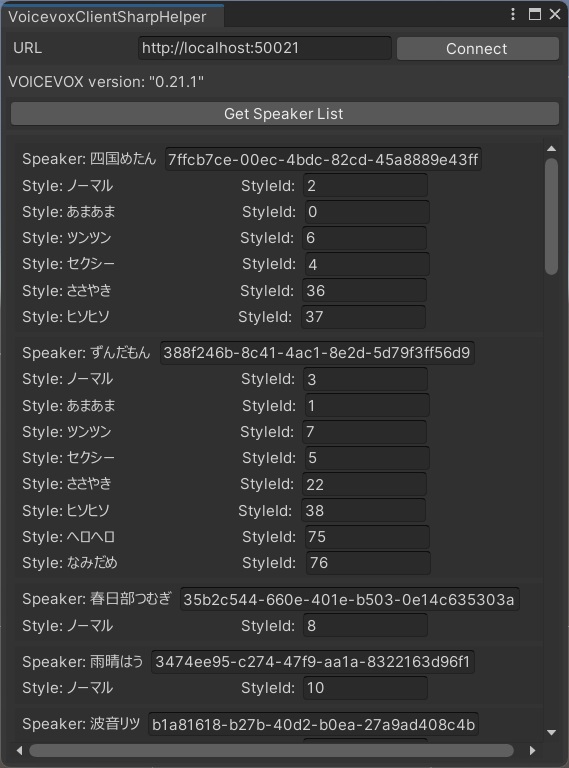 VoicevoxClientSharpHelper
URL http://localhost:50021 Connect
VOICEVOX version: "0.21.1"
Get Speaker List
Speaker: 四国めたん 7ffcb7ce-00ec-4bdc-82cd-45a8889e43ff
Style: ノーマル StyleId: 2
Style: あまあま StyleId: 0
Style: ツンツン StyleId: 6
Style: セクシー StyleId: 4
Style: ささやき StyleId: 36
Style: ヒソヒソ StyleId: 37
Speaker: ずんだもん 388f246b-8c41-4ac1-8e2d-5d79f3ff56d9
Style: ノーマル StyleId: 3
Style: あまあま StyleId: 1
Style: ツンツン StyleId: 7
Style: セクシー StyleId: 5
Style: ささやき StyleId: 22
Style: ヒソヒソ StyleId: 38
Style: ヘロヘロ StyleId: 75
Style: なみだめ StyleId: 76
Speaker: 春日部つむぎ 35b2c544-660e-401e-b503-0e14c635303a
Style: ノーマル StyleId: 8
Speaker: 雨晴はう 3474ee95-c274-47f9-aa1a-8322163d96f1
Style: ノーマル StyleId: 10
Speaker: 波音リツ b1a81618-b27b-40d2-b0ea-27a9ad408c4b